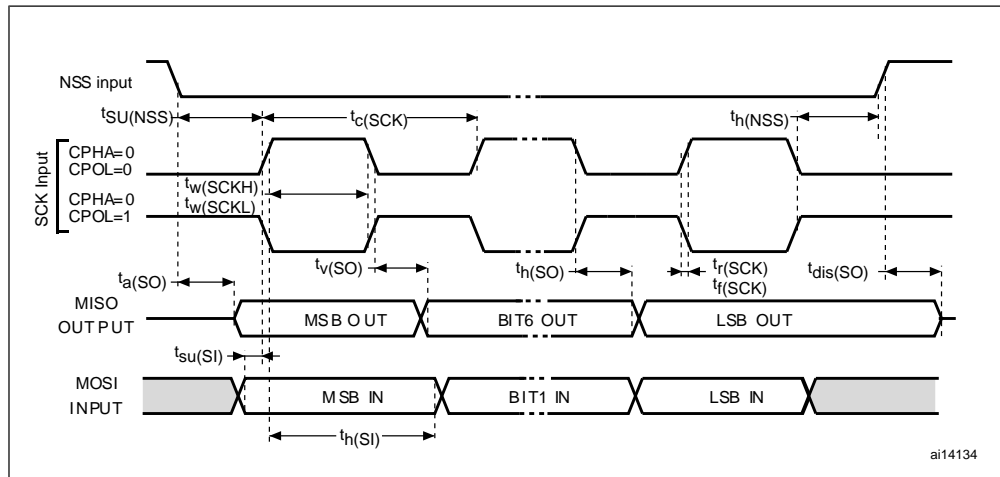 NSS input
tSU(NSS)
tc(SCK)
th(NSS)
SCK Input
CPHA=0
CPOL=0
tw(SCKH)
CPHA=0
tw(SCKL)
CPOL=1
tv(SO)
th(SO)
tr(SCK)
tf(SCK)
tdis(SO)
ta(SO)
MISO
OUTPUT
MSB OUT
BIT6 OUT
LSB OUT
tsu(SI)
MOSI
INPUT
MSB IN
BIT1 IN
LSB IN
th(SI)
ai14134